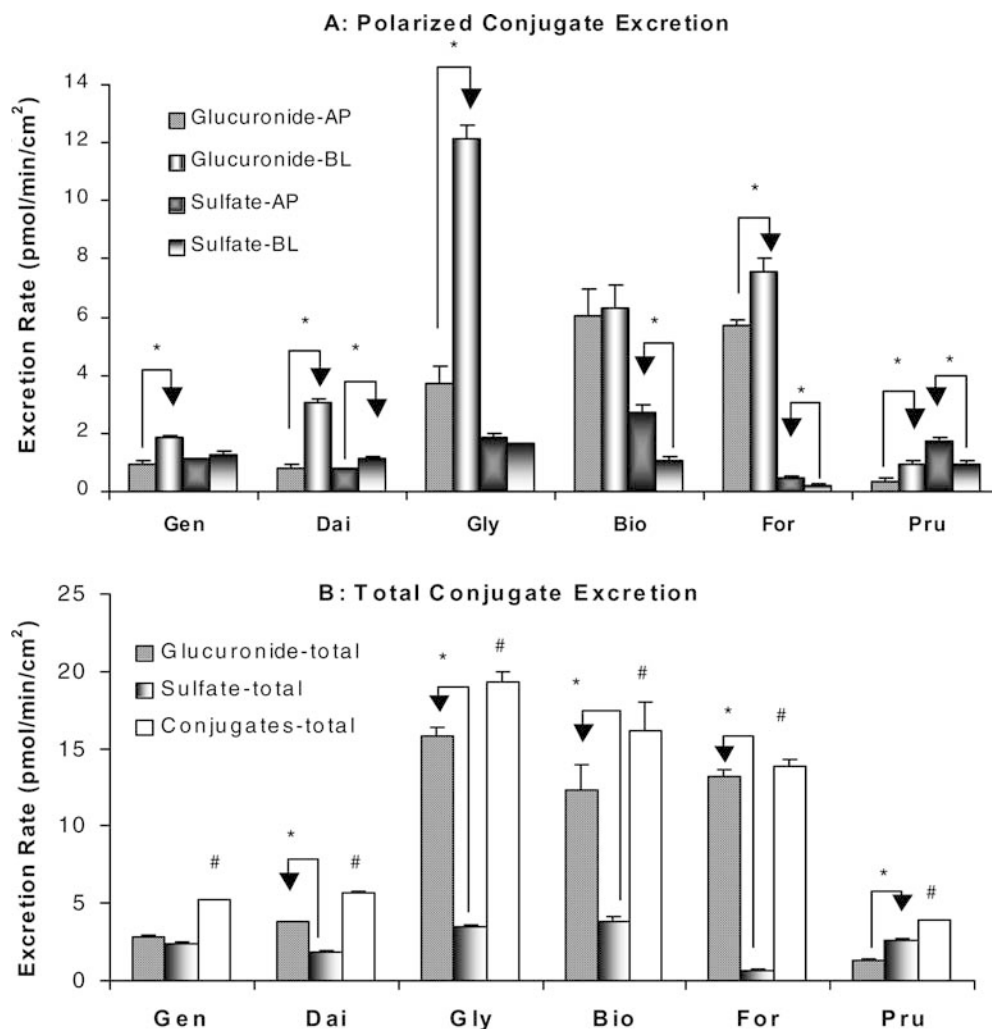 A: Polarized Conjugate Excretion
Excretion Rate (pmol/min/cm²)
14
12
10
8
6
4
2
0
Glucuronide-AP
Glucuronide-BL
Sulfate-AP
Sulfate-BL
* * * * * * * * *
Gen Dai Gly Bio For Pru
B: Total Conjugate Excretion
Excretion Rate (pmol/min/cm²)
25
20
15
10
5
0
Glucuronide-total
Sulfate-total
Conjugates-total
# * # * # * # * # * #
Gen Dai Gly Bio For Pru